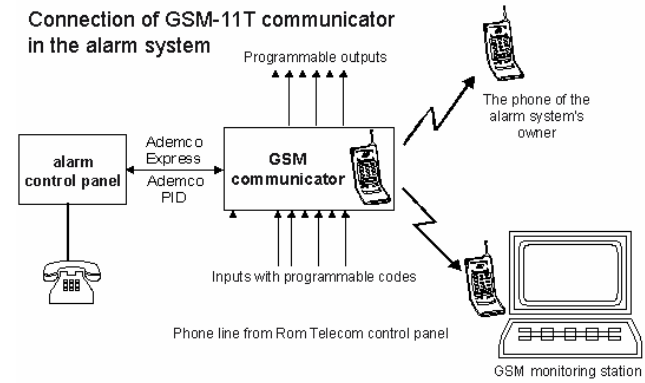 Connection of GSM-11T communicator
in the alarm system
Programmable outputs
The phone of the
alarm system's
owner
Ademco
Express
Ademco
PID
alarm
control panel
GSM
communicator
Inputs with programmable codes
Phone line from Rom Telecom control panel
GSM monitoring station